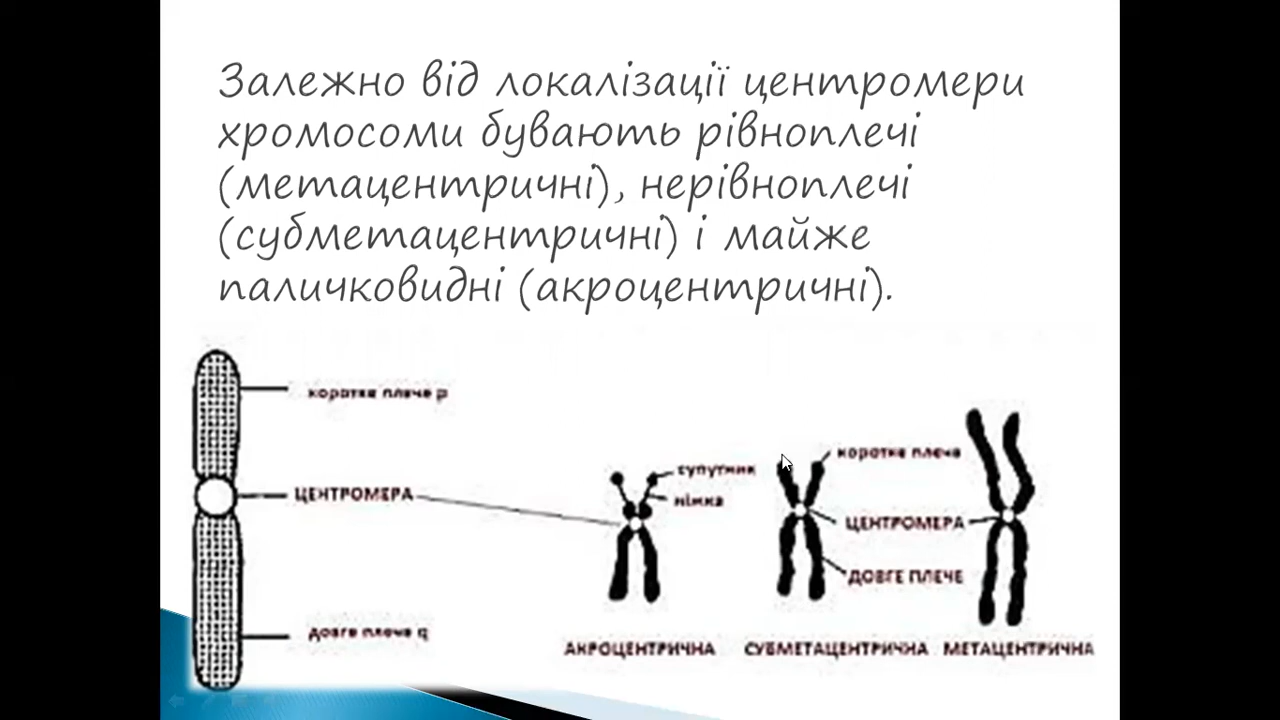 Залежно від локалізації центромери
хромосоми бувають рівноплечі
(метацентричні), нерівноплечі
(субметацентричні) і майже
паличковидні (акроцентричні).
коротке плече p
ЦЕНТРОМЕРА
довге плече q
супутник
ніжка
коротке плече
ЦЕНТРОМЕРА
ДОВГЕ ПЛЕЧЕ
АКРОЦЕНТРИЧНА
СУБМЕТАЦЕНТРИЧНА
МЕТАЦЕНТРИЧНА